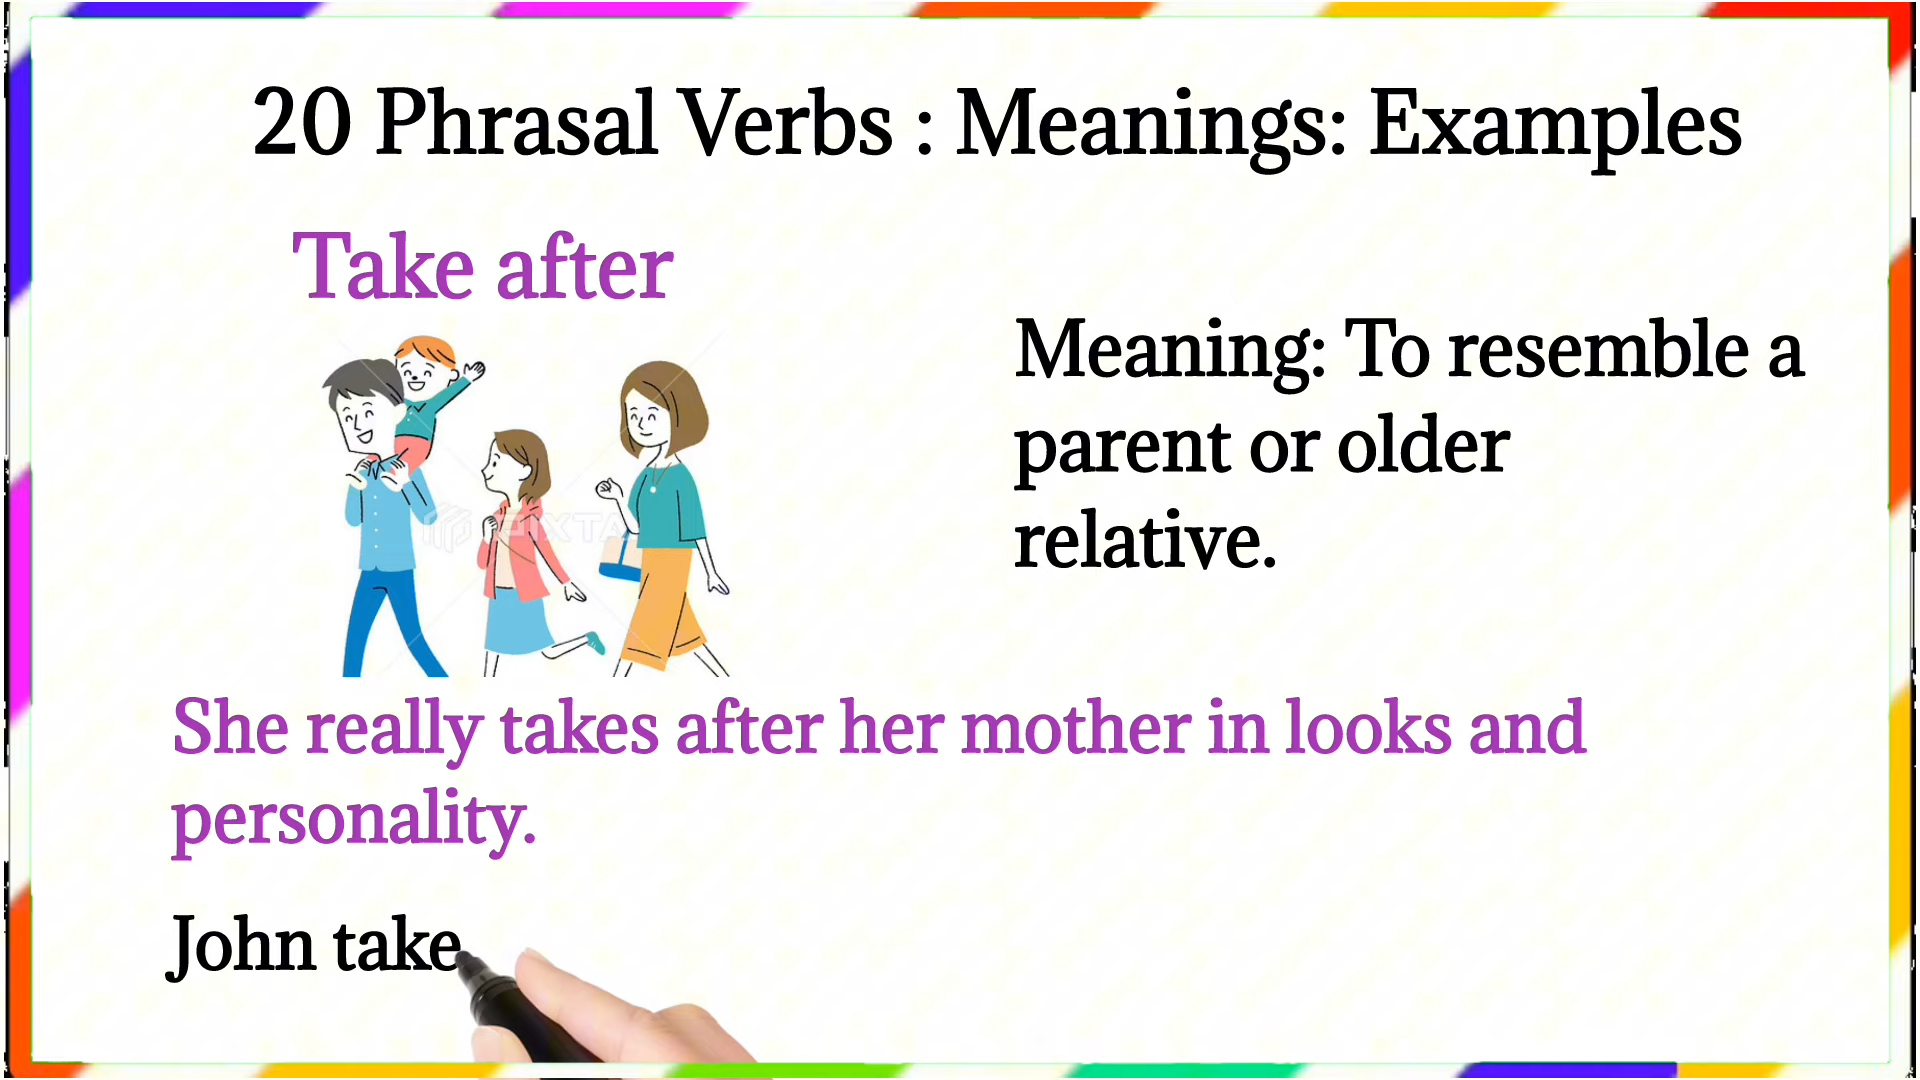 20 Phrasal Verbs : Meanings: Examples
Take after
Meaning: To resemble a
parent or older
relative.
PIXTA
She really takes after her mother in looks and
personality.
John take